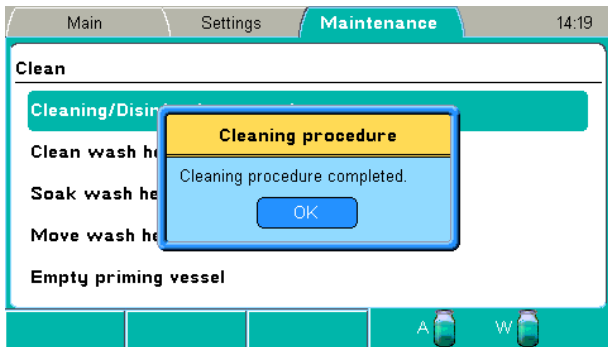 Main Settings Maintenance 14:19
Clean
Cleaning/Disin
Cleaning procedure
Clean wash he
Cleaning procedure completed.
Soak wash he
OK
Move wash he
Empty priming vessel
A W